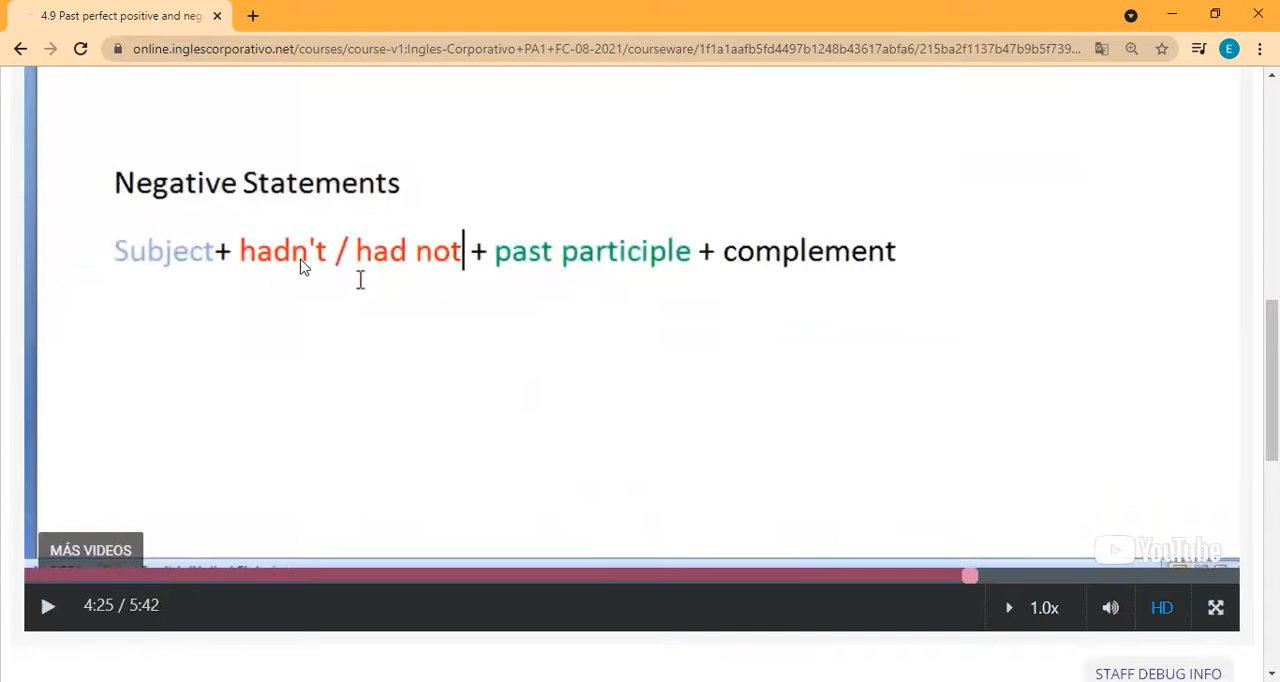 4.9 Past perfect positive and neg
online.inglescorporativo.net/courses/course-v1:Ingles-Corporativo+PA1+FC-08-2021/courseware/1f1a1aafb5fd4497b1248b43617abfa6/215ba2f1137b47b9b5f739...
E
Negative Statements
Subject+ hadn't / had not + past participle + complement
MÁS VIDEOS
YouTube
4:25 / 5:42
1.0x
HD
STAFF DEBUG INFO